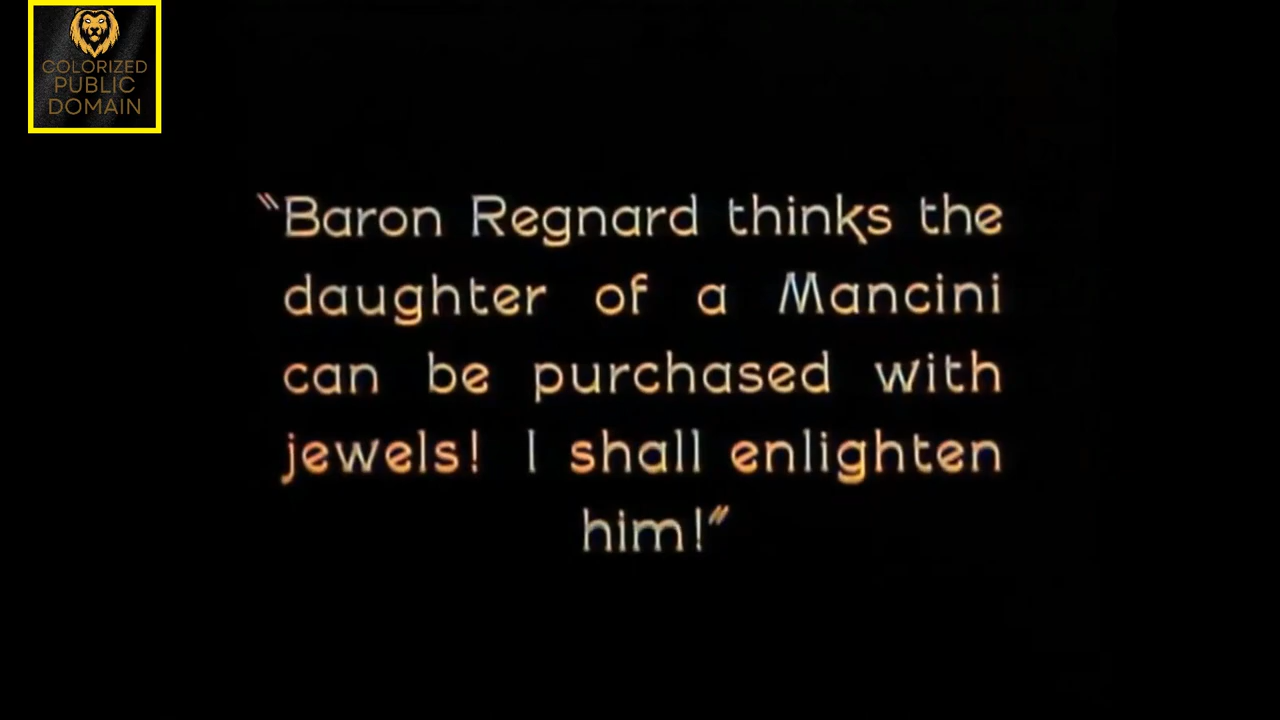 COLORIZED
PUBLIC
DOMAIN
"Baron Regnard thinks the
daughter of a Mancini
can be purchased with
jewels! I shall enlighten
him!"